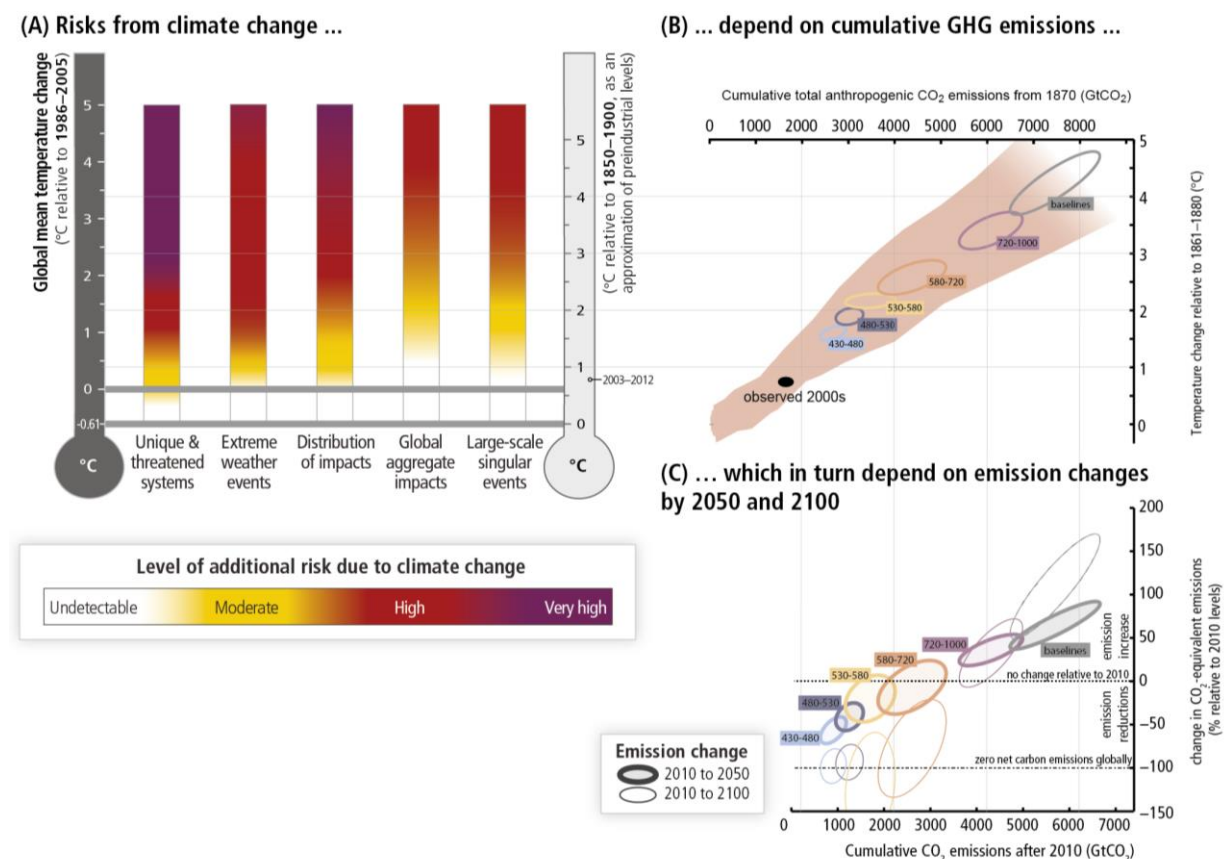 (A) Risks from climate change ...
Global mean temperature change
(°C relative to 1986–2005)
5
4
3
2
1
0
-0.61
°C
(°C relative to 1850–1900, as an
approximation of preindustrial levels)
5
4
3
2
1
0
2003–2012
°C
Unique &
threatened
systems
Extreme
weather
events
Distribution
of impacts
Global
aggregate
impacts
Large-scale
singular
events
Level of additional risk due to climate change
Undetectable
Moderate
High
Very high
(B) ... depend on cumulative GHG emissions ...
Cumulative total anthropogenic CO₂ emissions from 1870 (GtCO₂)
0 1000 2000 3000 4000 5000 6000 7000 8000
5
4
3
2
1
0
Temperature change relative to 1861–1880 (°C)
baselines
720-1000
580-720
530-580
480-530
430-480
observed 2000s
(C) ... which in turn depend on emission changes
by 2050 and 2100
200
150
100
50
0
−50
−100
−150
change in CO₂-equivalent emissions
(% relative to 2010 levels)
emission
increase
emission
reductions
baselines
720-1000
580-720
530-580
480-530
430-480
no change relative to 2010
zero net carbon emissions globally
Emission change
2010 to 2050
2010 to 2100
0 1000 2000 3000 4000 5000 6000 7000
Cumulative CO₂ emissions after 2010 (GtCO₂)